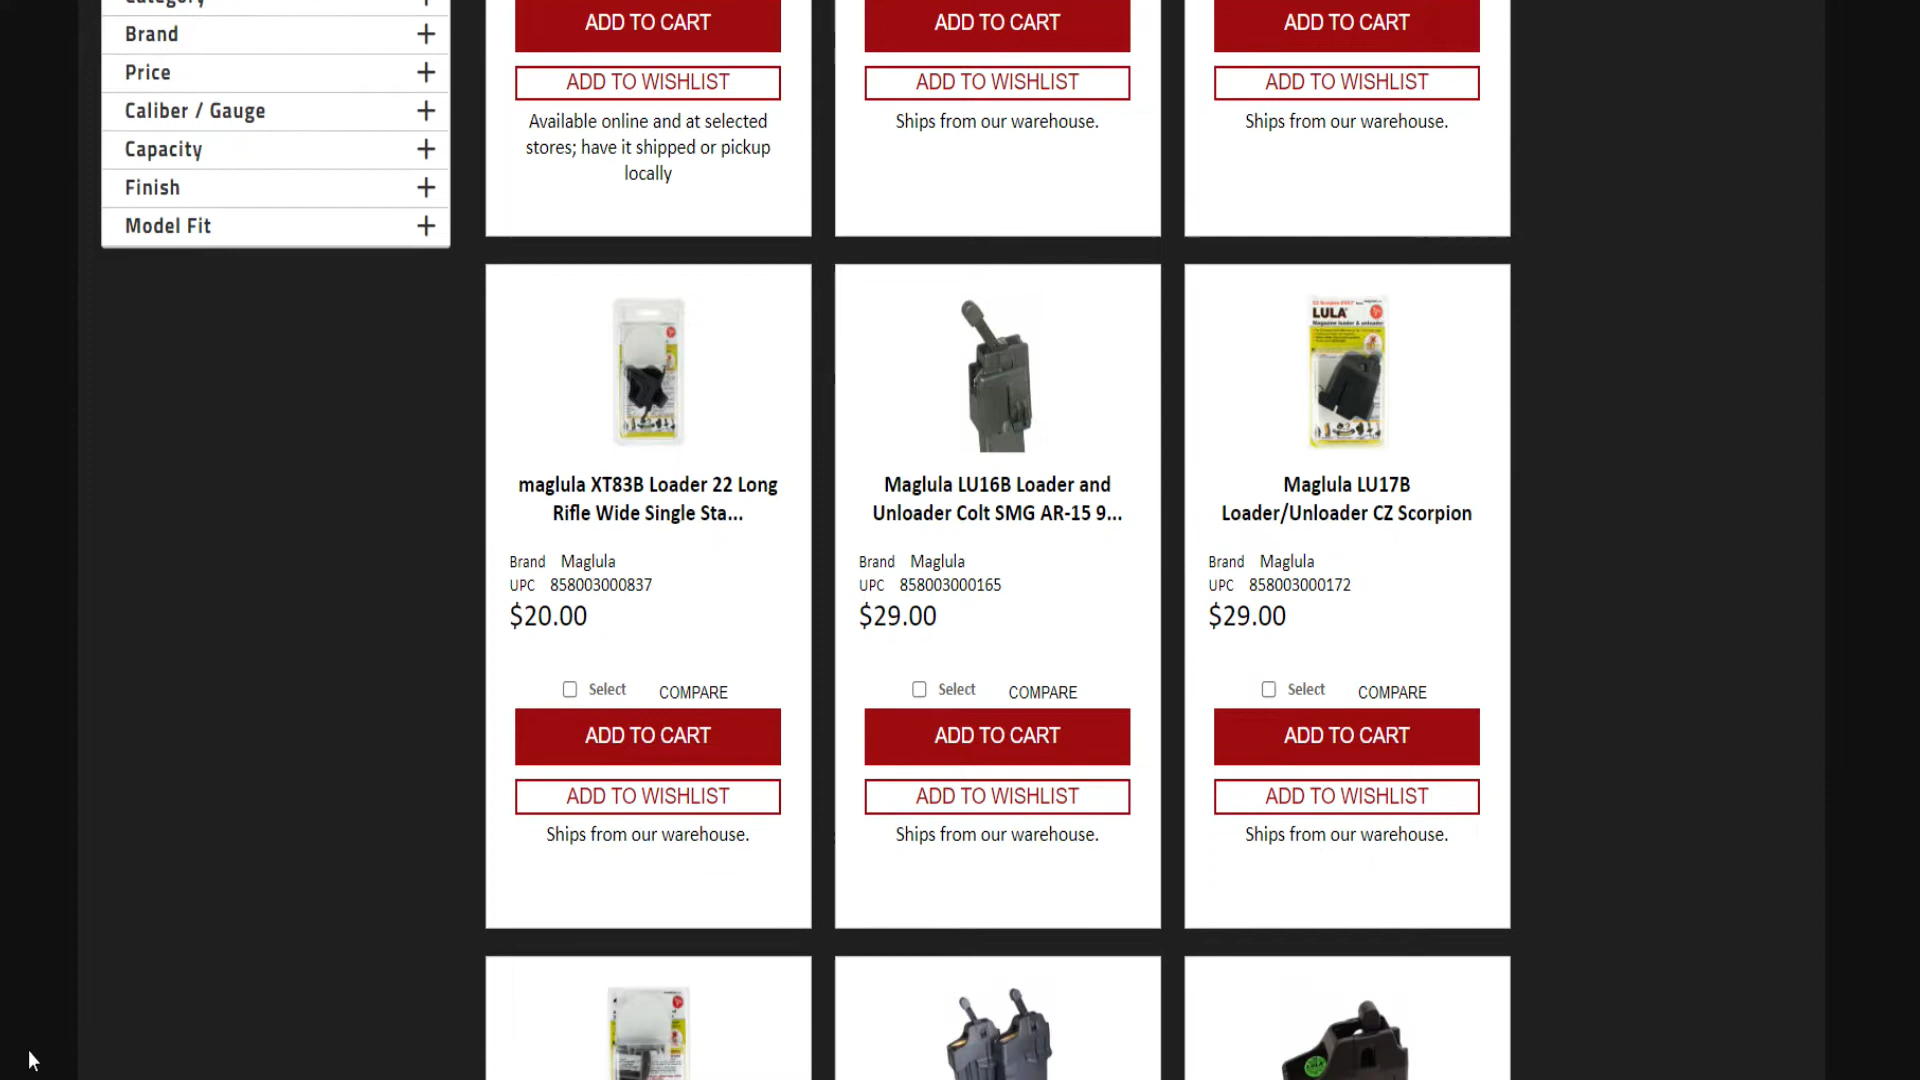 Category
Brand
Price
Caliber / Gauge
Capacity
Finish
Model Fit
ADD TO CART
ADD TO WISHLIST
Available online and at selected
stores; have it shipped or pickup
locally
ADD TO CART
ADD TO WISHLIST
Ships from our warehouse.
ADD TO CART
ADD TO WISHLIST
Ships from our warehouse.
maglula XT83B Loader 22 Long
Rifle Wide Single Sta...
Brand Maglula
UPC 858003000837
$20.00
Select COMPARE
ADD TO CART
ADD TO WISHLIST
Ships from our warehouse.
Maglula LU16B Loader and
Unloader Colt SMG AR-15 9...
Brand Maglula
UPC 858003000165
$29.00
Select COMPARE
ADD TO CART
ADD TO WISHLIST
Ships from our warehouse.
LULA
Magazine loader & unloader
Maglula LU17B
Loader/Unloader CZ Scorpion
Brand Maglula
UPC 858003000172
$29.00
Select COMPARE
ADD TO CART
ADD TO WISHLIST
Ships from our warehouse.